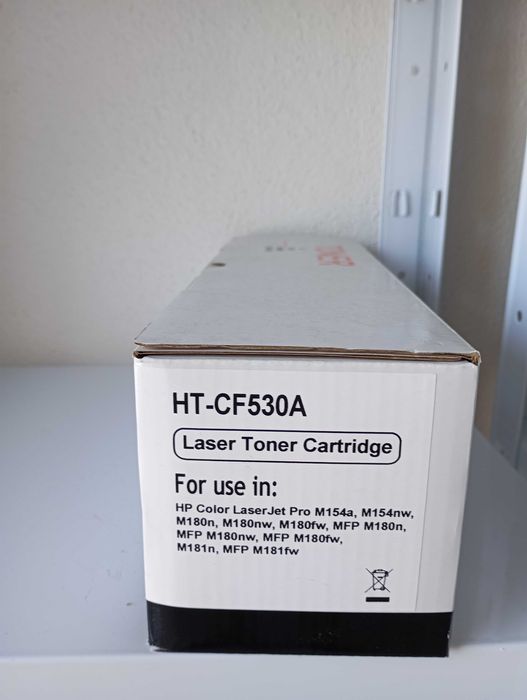 TONER
HT-CF530A
Laser Toner Cartridge
For use in:
HP Color LaserJet Pro M154a, M154nw,
M180n, M180nw, M180fw, MFP M180n,
MFP M180nw, MFP M180fw,
M181n, MFP M181fw